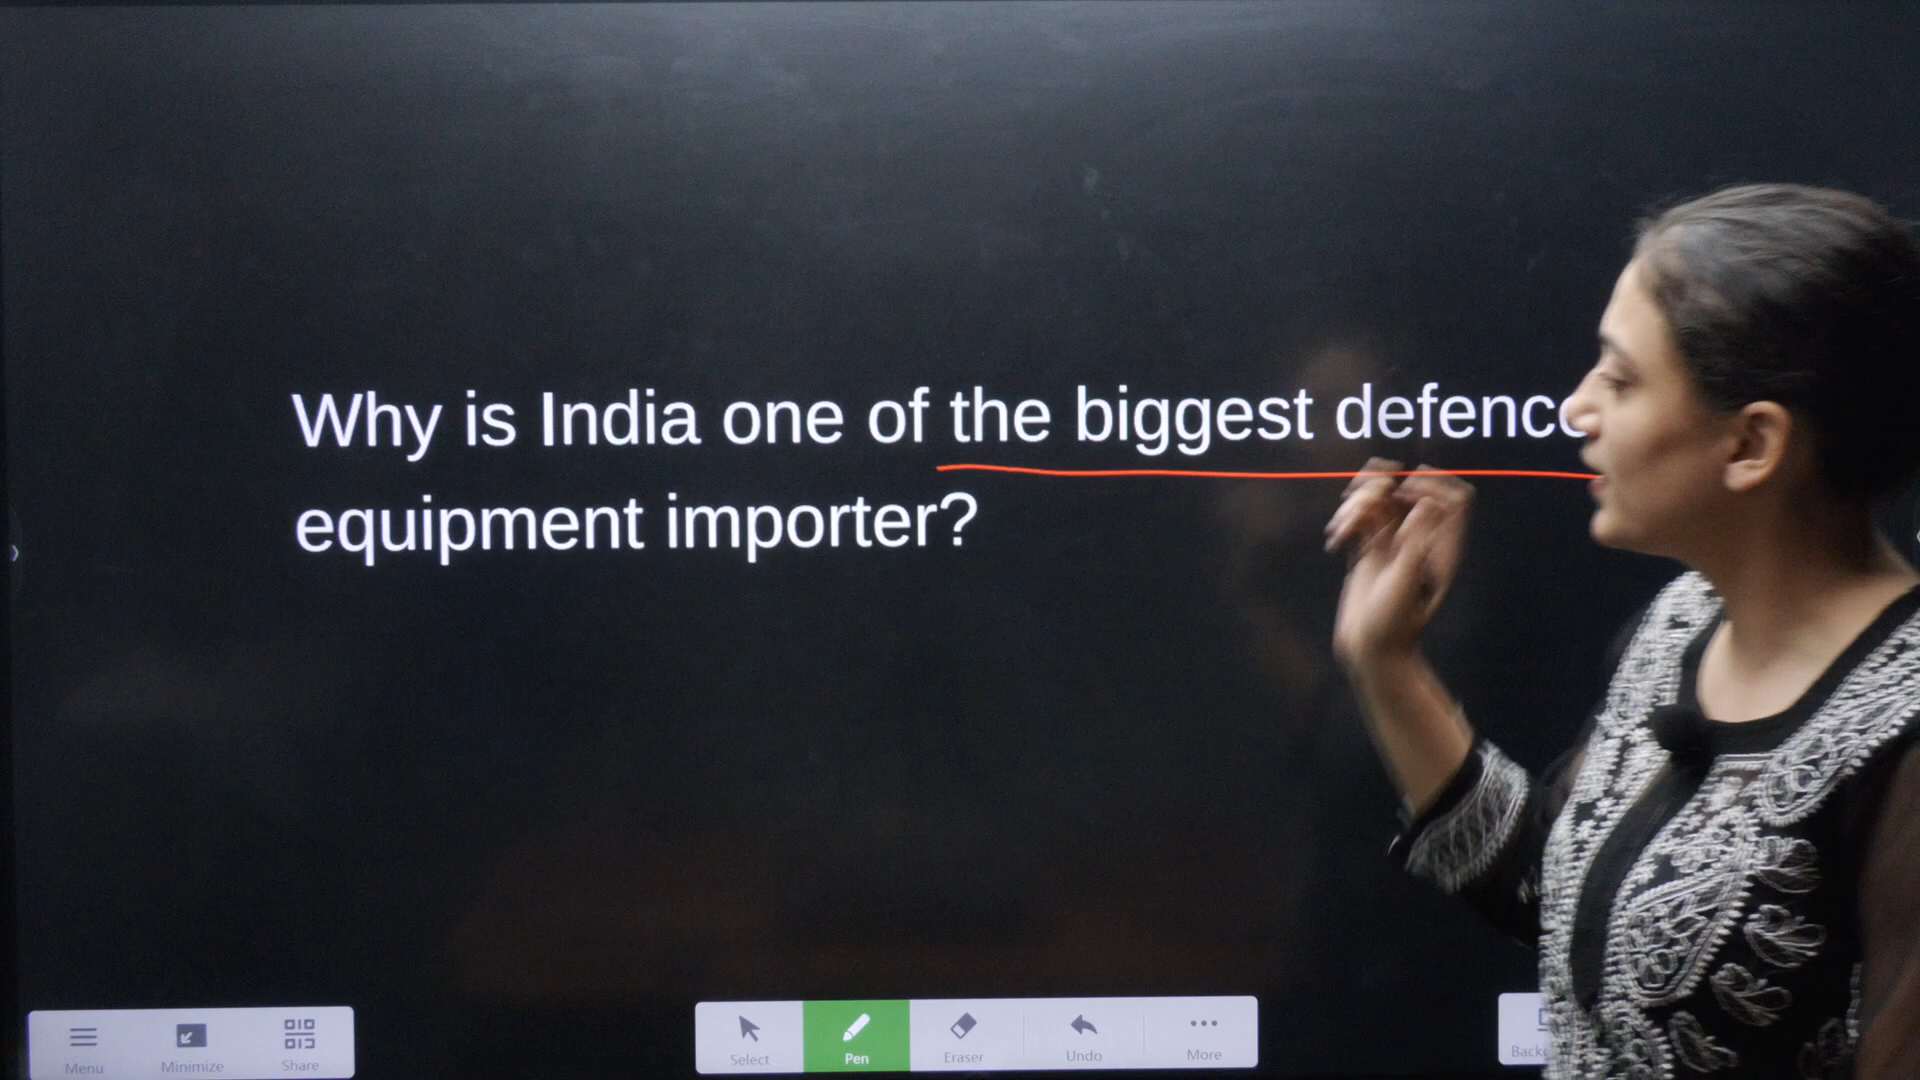 Why is India one of the biggest defence
equipment importer?
Menu
Minimize
Share
Select
Pen
Eraser
Undo
More